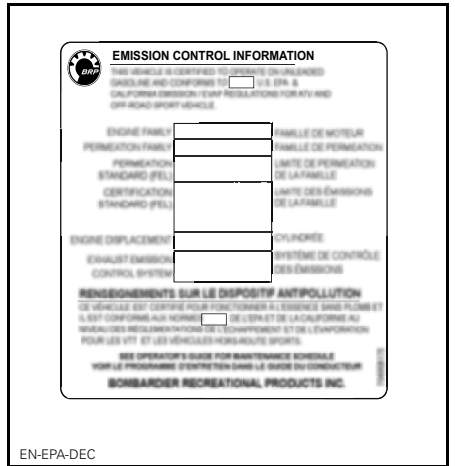 BRP
EMISSION CONTROL INFORMATION
THIS VEHICLE IS CERTIFIED TO OPERATE ON UNLEADED
GASOLINE AND CONFORMS TO U.S. EPA &
CALIFORNIA EMISSION / EVAP REGULATIONS FOR ATV AND
OFF-ROAD SPORT VEHICLE.
ENGINE FAMILY FAMILLE DE MOTEUR
PERMEATION FAMILY FAMILLE DE PERMEATION
PERMEATION LIMITE DE PERMEATION
STANDARD (FEL) DE LA FAMILLE
CERTIFICATION LIMITE DES ÉMISSIONS
STANDARD (FEL) DE LA FAMILLE
ENGINE DISPLACEMENT CYLINDRÉE
EXHAUST EMISSION SYSTÈME DE CONTRÔLE
CONTROL SYSTEM DES ÉMISSIONS
RENSEIGNEMENTS SUR LE DISPOSITIF ANTIPOLLUTION
CE VÉHICULE EST CERTIFIÉ POUR FONCTIONNER À L'ESSENCE SANS PLOMB ET
IL EST CONFORME AUX NORMES DE L'EPA ET DE LA CALIFORNIE AU
NIVEAU DES RÉGLEMENTATIONS DE L'ÉCHAPPEMENT ET DE L'ÉVAPORATION
POUR LES VTT ET LES VÉHICULES HORS-ROUTE SPORTS.
SEE OPERATOR'S GUIDE FOR MAINTENANCE SCHEDULE
VOIR LE PROGRAMME D'ENTRETIEN DANS LE GUIDE DU CONDUCTEUR
BOMBARDIER RECREATIONAL PRODUCTS INC.
EN-EPA-DEC